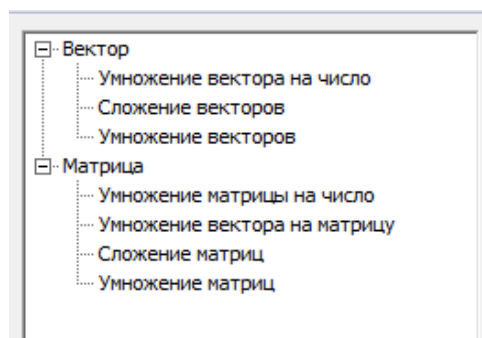 Вектор
Умножение вектора на число
Сложение векторов
Умножение векторов
Матрица
Умножение матрицы на число
Умножение вектора на матрицу
Сложение матриц
Умножение матриц